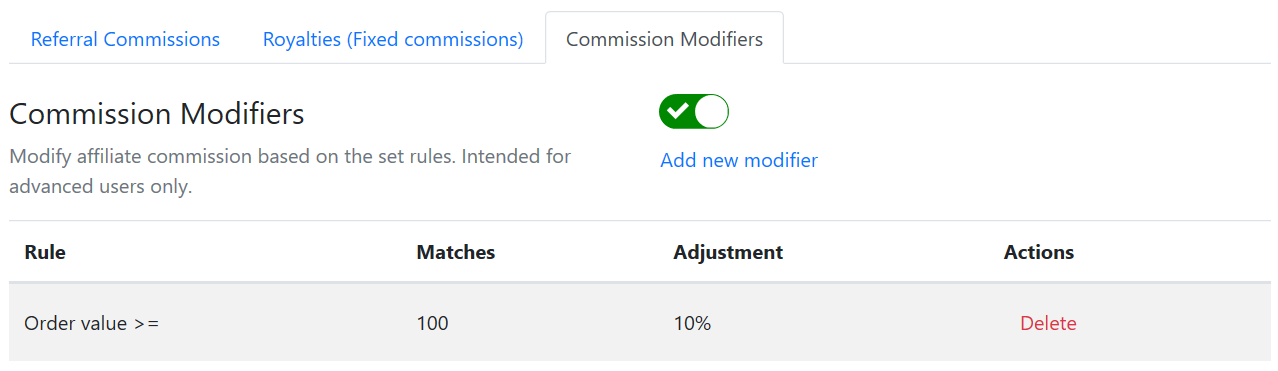 Referral Commissions Royalties (Fixed commissions) Commission Modifiers
Commission Modifiers
Modify affiliate commission based on the set rules. Intended for
advanced users only.
Add new modifier
Rule Matches Adjustment Actions
Order value >= 100 10% Delete